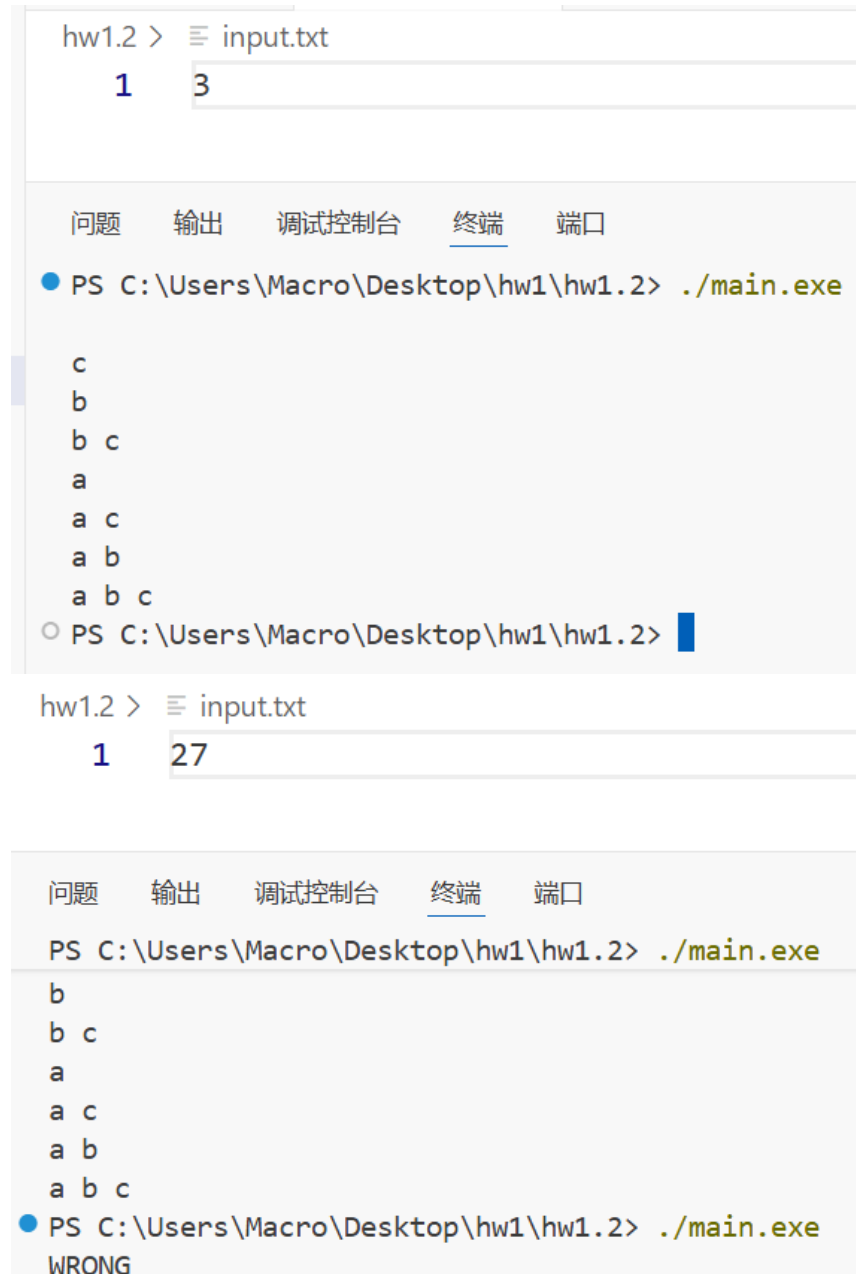 hw1.2 > input.txt
1 3
问题 输出 调试控制台 终端 端口
PS C:\Users\Macro\Desktop\hw1\hw1.2> ./main.exe
c
b
b c
a
a c
a b
a b c
PS C:\Users\Macro\Desktop\hw1\hw1.2>
hw1.2 > input.txt
1 27
问题 输出 调试控制台 终端 端口
PS C:\Users\Macro\Desktop\hw1\hw1.2> ./main.exe
b
b c
a
a c
a b
a b c
PS C:\Users\Macro\Desktop\hw1\hw1.2> ./main.exe
WRONG